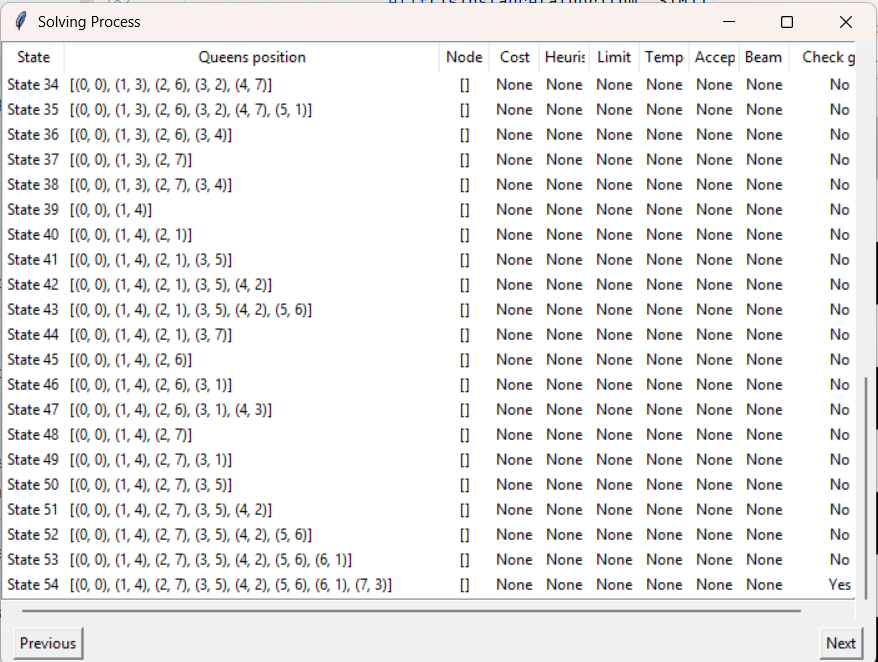 Solving Process
State Queens position Node Cost Heuris Limit Temp Accep Beam Check g
State 34 [(0, 0), (1, 3), (2, 6), (3, 2), (4, 7)] [] None None None None None None No
State 35 [(0, 0), (1, 3), (2, 6), (3, 2), (4, 7), (5, 1)] [] None None None None None None No
State 36 [(0, 0), (1, 3), (2, 6), (3, 4)] [] None None None None None None No
State 37 [(0, 0), (1, 3), (2, 7)] [] None None None None None None No
State 38 [(0, 0), (1, 3), (2, 7), (3, 4)] [] None None None None None None No
State 39 [(0, 0), (1, 4)] [] None None None None None None No
State 40 [(0, 0), (1, 4), (2, 1)] [] None None None None None None No
State 41 [(0, 0), (1, 4), (2, 1), (3, 5)] [] None None None None None None No
State 42 [(0, 0), (1, 4), (2, 1), (3, 5), (4, 2)] [] None None None None None None No
State 43 [(0, 0), (1, 4), (2, 1), (3, 5), (4, 2), (5, 6)] [] None None None None None None No
State 44 [(0, 0), (1, 4), (2, 1), (3, 7)] [] None None None None None None No
State 45 [(0, 0), (1, 4), (2, 6)] [] None None None None None None No
State 46 [(0, 0), (1, 4), (2, 6), (3, 1)] [] None None None None None None No
State 47 [(0, 0), (1, 4), (2, 6), (3, 1), (4, 3)] [] None None None None None None No
State 48 [(0, 0), (1, 4), (2, 7)] [] None None None None None None No
State 49 [(0, 0), (1, 4), (2, 7), (3, 1)] [] None None None None None None No
State 50 [(0, 0), (1, 4), (2, 7), (3, 5)] [] None None None None None None No
State 51 [(0, 0), (1, 4), (2, 7), (3, 5), (4, 2)] [] None None None None None None No
State 52 [(0, 0), (1, 4), (2, 7), (3, 5), (4, 2), (5, 6)] [] None None None None None None No
State 53 [(0, 0), (1, 4), (2, 7), (3, 5), (4, 2), (5, 6), (6, 1)] [] None None None None None None No
State 54 [(0, 0), (1, 4), (2, 7), (3, 5), (4, 2), (5, 6), (6, 1), (7, 3)] [] None None None None None None Yes
Previous Next